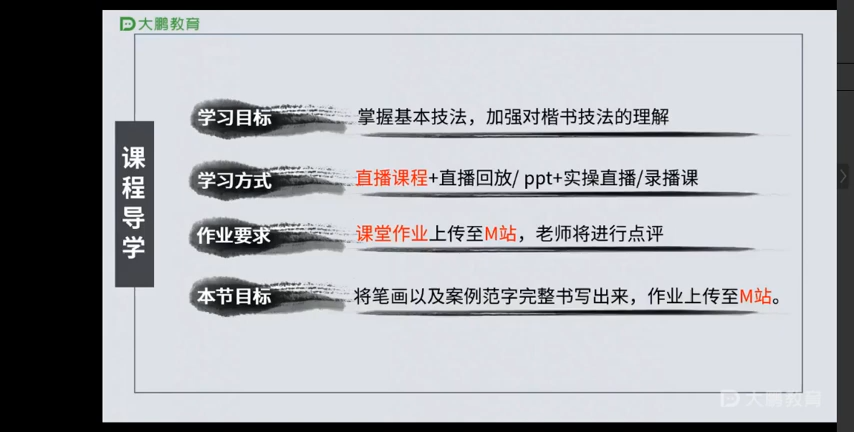 大鹏教育
课程导学
学习目标 掌握基本技法，加强对楷书技法的理解
学习方式 直播课程+直播回放/ ppt+实操直播/录播课
作业要求 课堂作业上传至M站，老师将进行点评
本节目标 将笔画以及案例范字完整书写出来，作业上传至M站。
大鹏教育